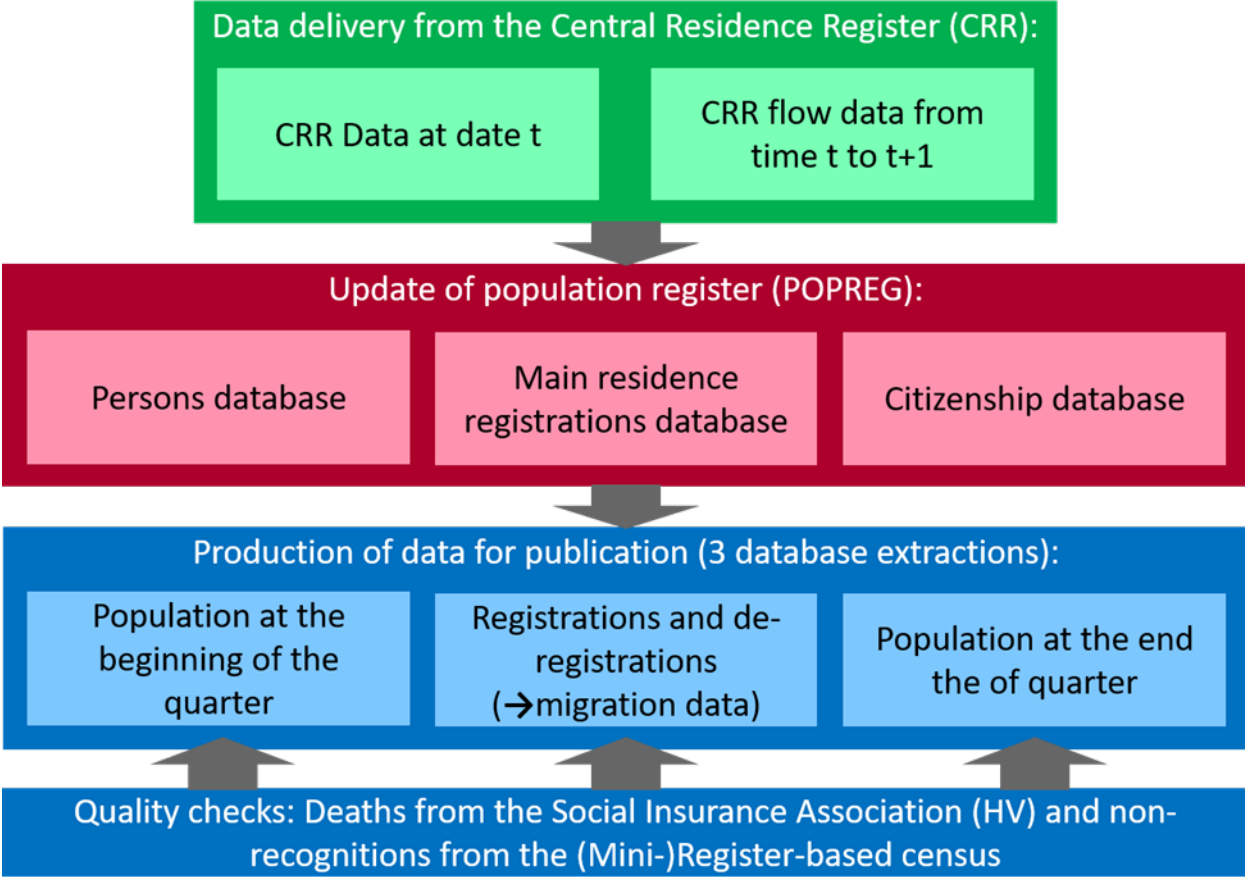 Data delivery from the Central Residence Register (CRR):
CRR Data at date t
CRR flow data from
time t to t+1
Update of population register (POPREG):
Persons database
Main residence
registrations database
Citizenship database
Production of data for publication (3 database extractions):
Population at the
beginning of the
quarter
Registrations and de-
registrations
(→migration data)
Population at the end
the of quarter
Quality checks: Deaths from the Social Insurance Association (HV) and non-
recognitions from the (Mini-)Register-based census